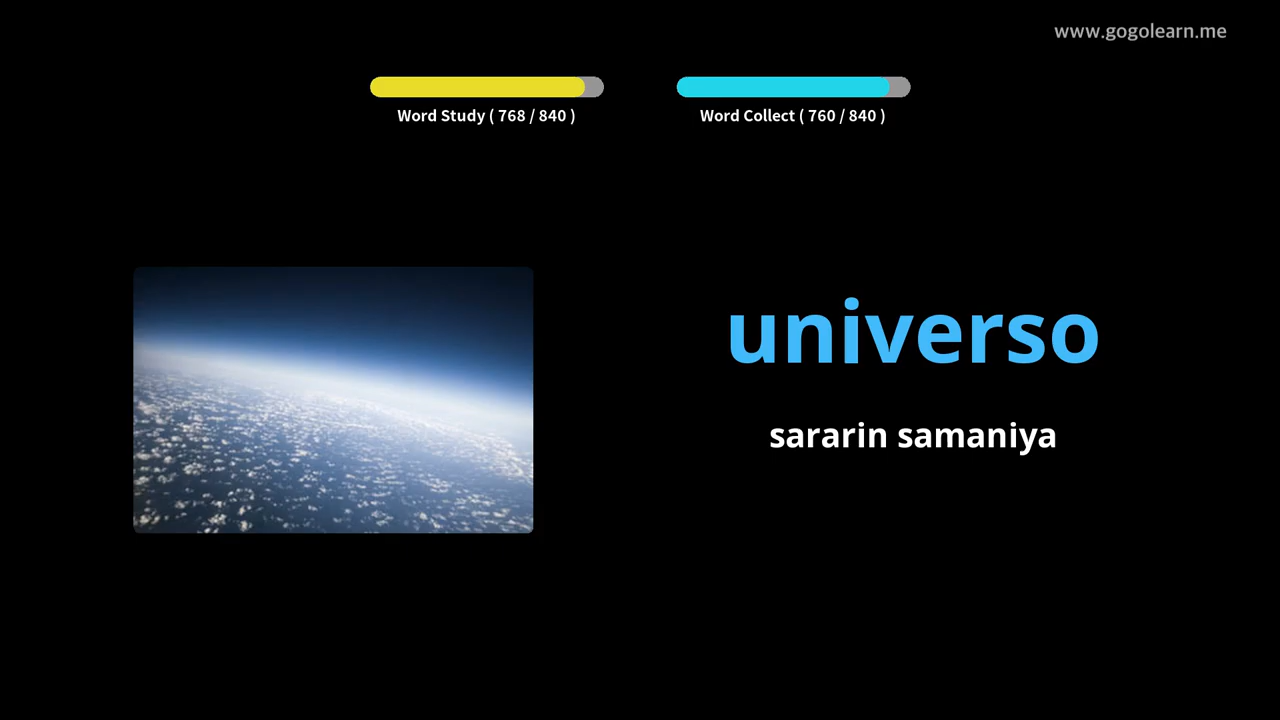 www.gogolearn.me
Word Study ( 768 / 840 )
Word Collect ( 760 / 840 )
universo
sararin samaniya